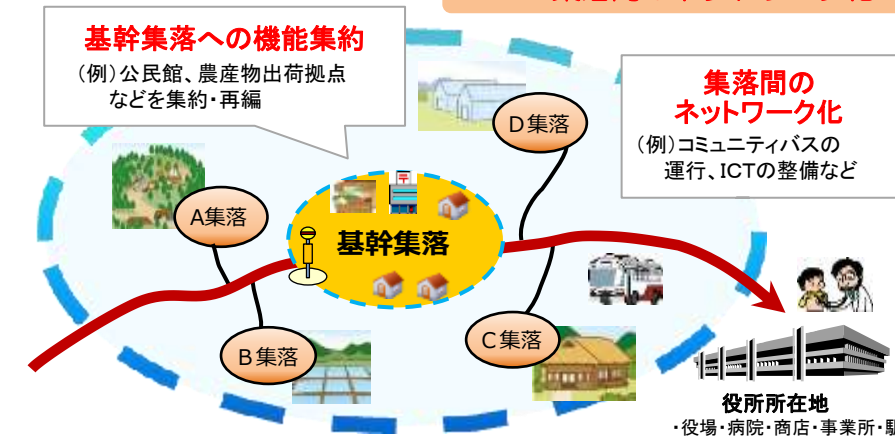 基幹集落への機能集約
(例)公民館、農産物出荷拠点
などを集約・再編
集落間の
ネットワーク化
(例)コミュニティバスの
運行、ICTの整備など
D集落
A集落
基幹集落
B集落
C集落
役所所在地
・役場・病院・商店・事業所・駅